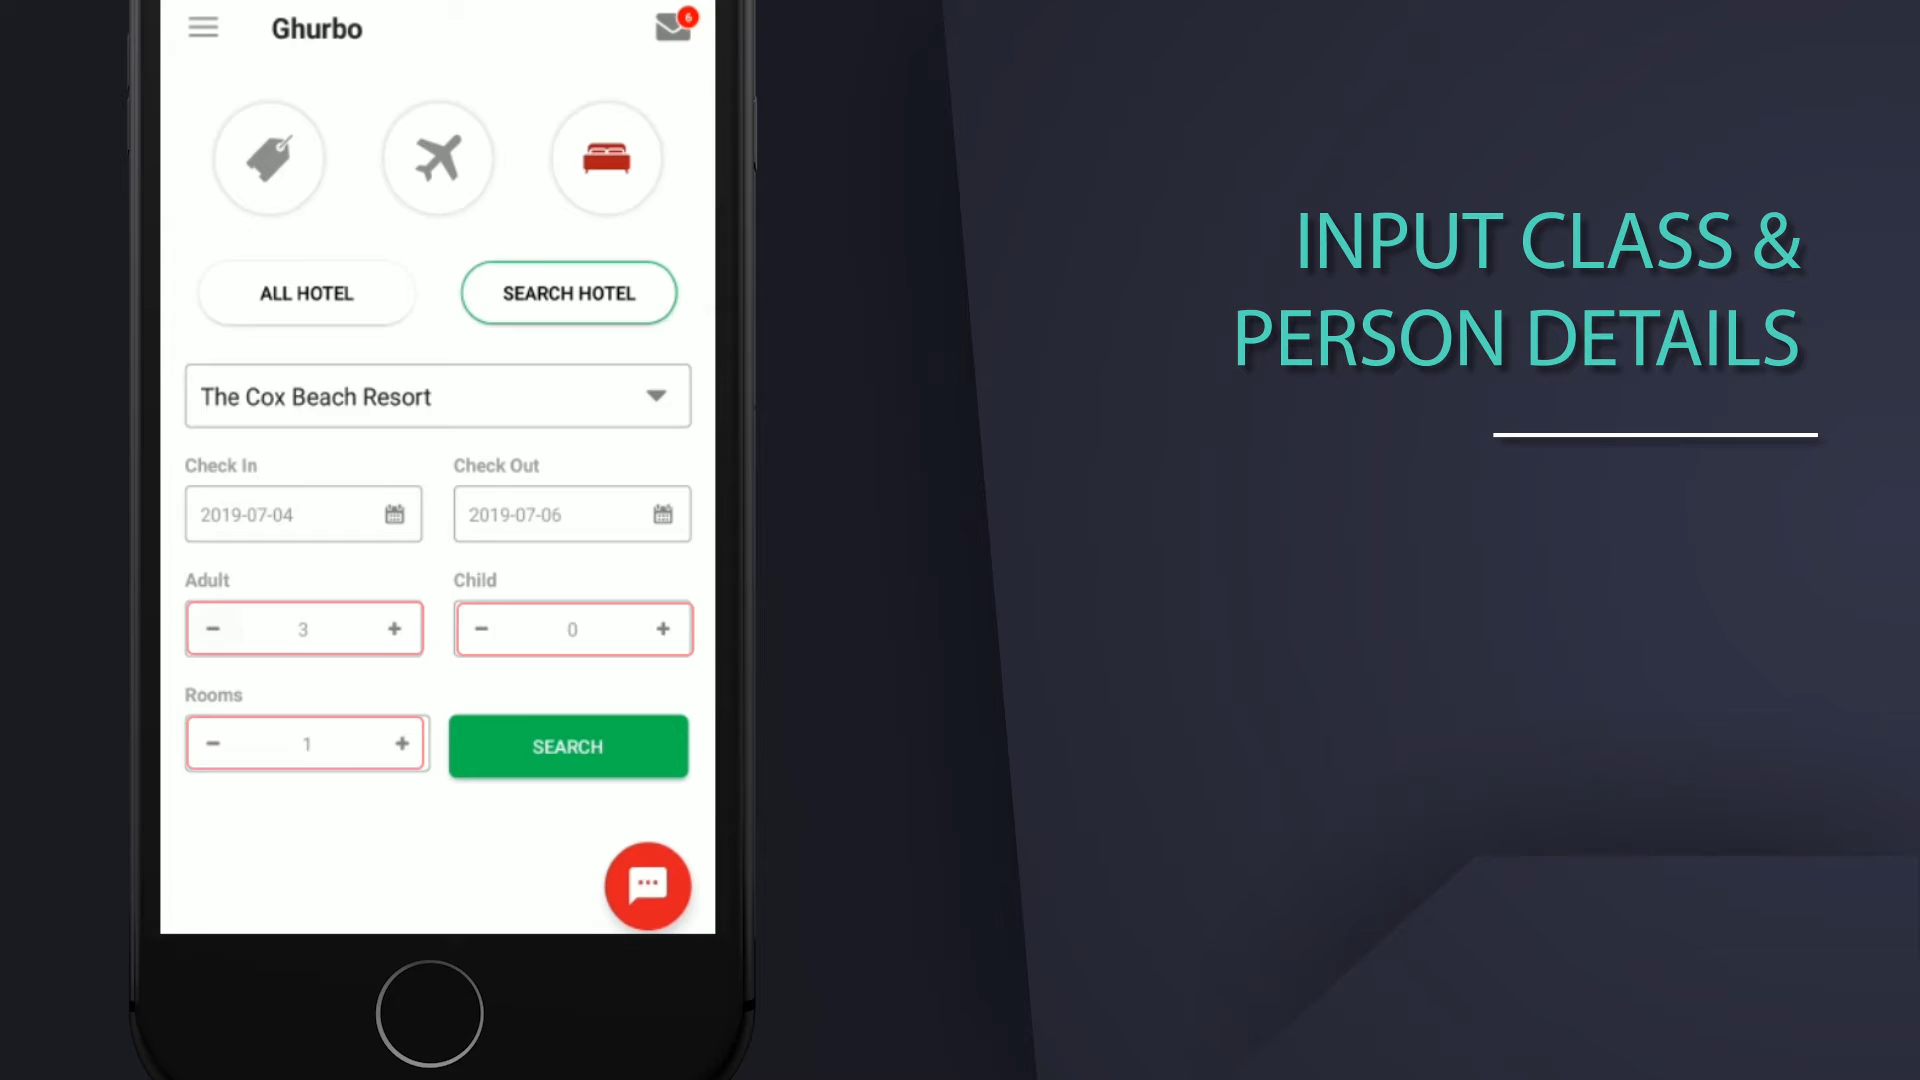 Ghurbo
6
ALL HOTEL
SEARCH HOTEL
The Cox Beach Resort
Check In
Check Out
2019-07-04
2019-07-06
Adult
Child
3
0
Rooms
1
SEARCH
INPUT CLASS &
PERSON DETAILS